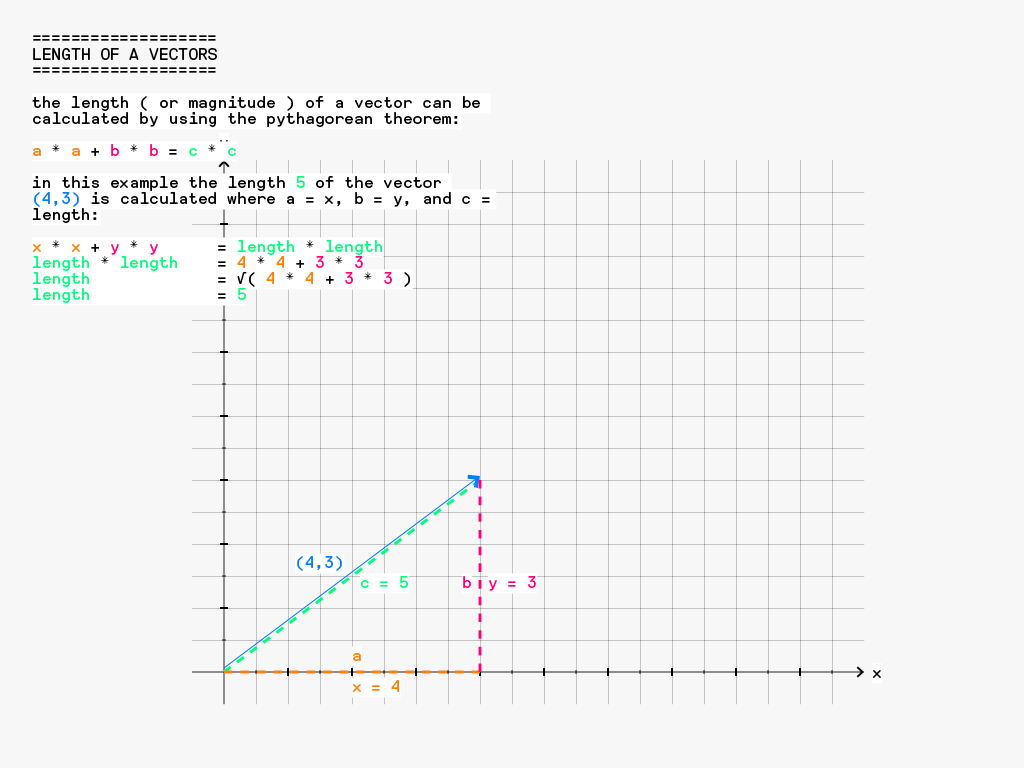 ===================
LENGTH OF A VECTORS
===================
the length ( or magnitude ) of a vector can be
calculated by using the pythagorean theorem:
a * a + b * b = c * c
in this example the length 5 of the vector
(4,3) is calculated where a = x, b = y, and c =
length:
x * x + y * y = length * length
length * length = 4 * 4 + 3 * 3
length = √( 4 * 4 + 3 * 3 )
length = 5
(4,3)
c = 5
b y = 3
a
x = 4
x